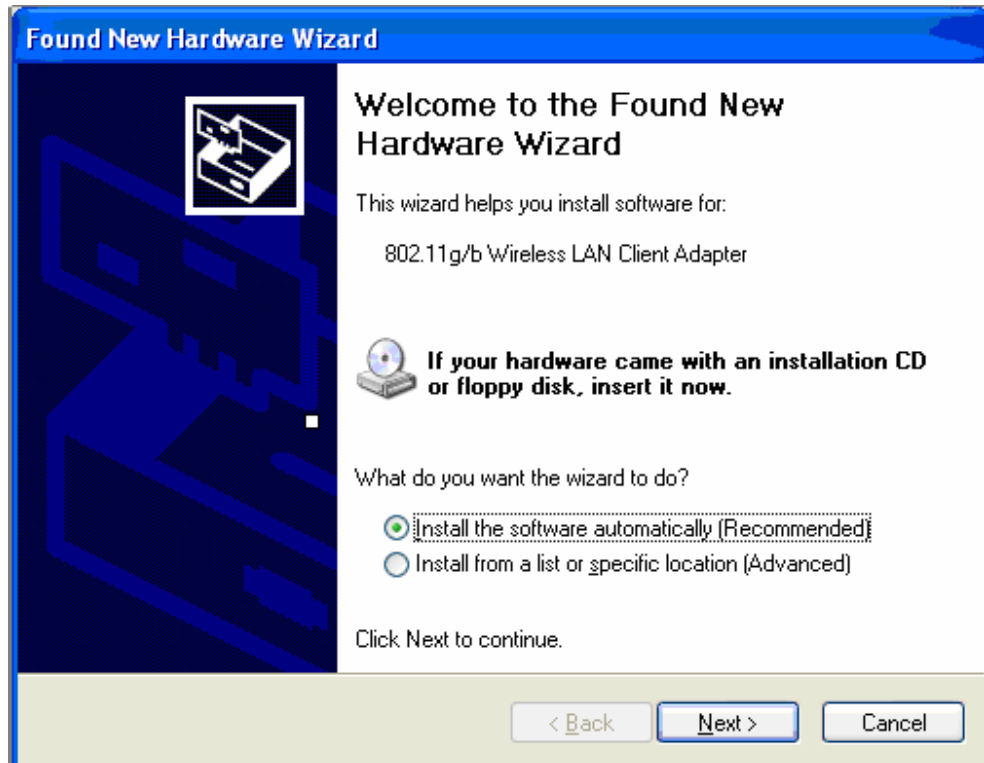 Found New Hardware Wizard
Welcome to the Found New
Hardware Wizard
This wizard helps you install software for:
802.11g/b Wireless LAN Client Adapter
If your hardware came with an installation CD
or floppy disk, insert it now.
What do you want the wizard to do?
Install the software automatically (Recommended)
Install from a list or specific location (Advanced)
Click Next to continue.
< Back Next > Cancel